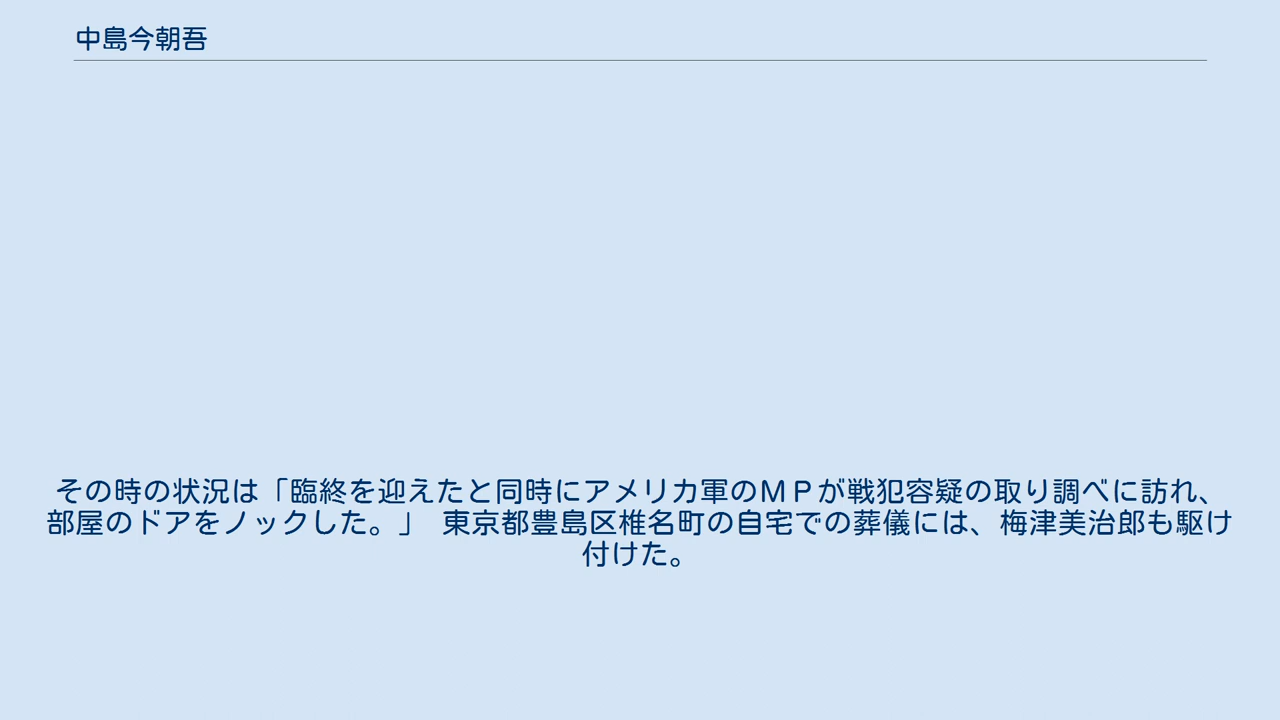 中島今朝吾
その時の状況は「臨終を迎えたと同時にアメリカ軍のＭＰが戦犯容疑の取り調べに訪れ、
部屋のドアをノックした。」 東京都豊島区椎名町の自宅での葬儀には、梅津美治郎も駆け
付けた。